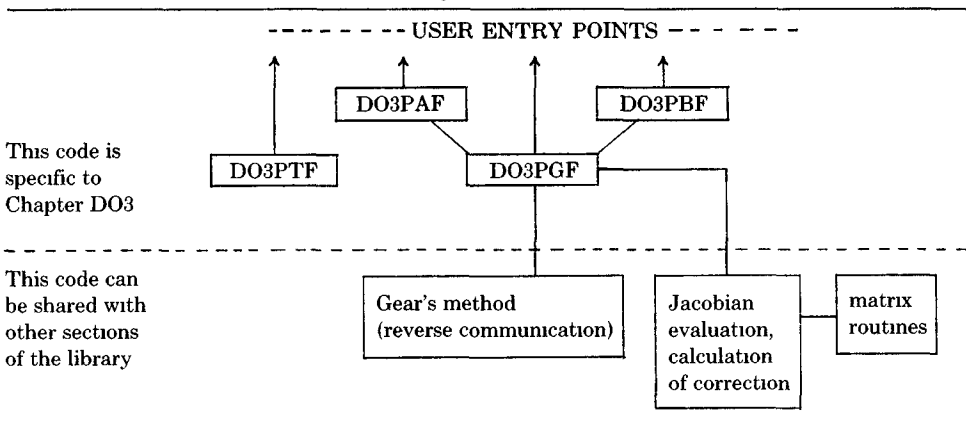 USER ENTRY POINTS
DO3PAF
DO3PBF
This code is
specific to
Chapter DO3
DO3PTF
DO3PGF
This code can
be shared with
other sections
of the library
Gear's method
(reverse communication)
Jacobian
evaluation,
calculation
of correction
matrix
routines